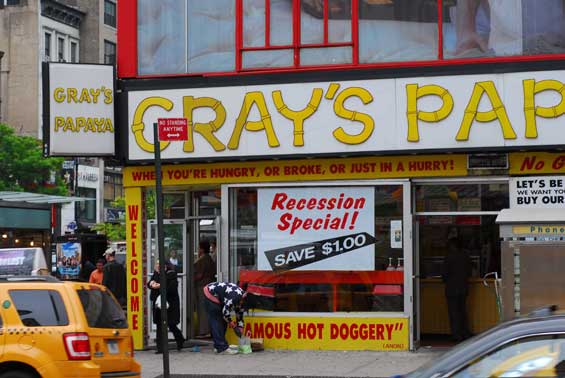 GRAY'S
PAPAYA
NO STANDING
ANYTIME
GRAY'S PAPA
WHEN YOU'RE HUNGRY, OR BROKE, OR JUST IN A HURRY!
NO G
WELCOME
Recession
Special!
SAVE $1.00
LET'S BE
WE WANT YOU
BUY OUR
Phone
FAMOUS HOT DOGGERY"